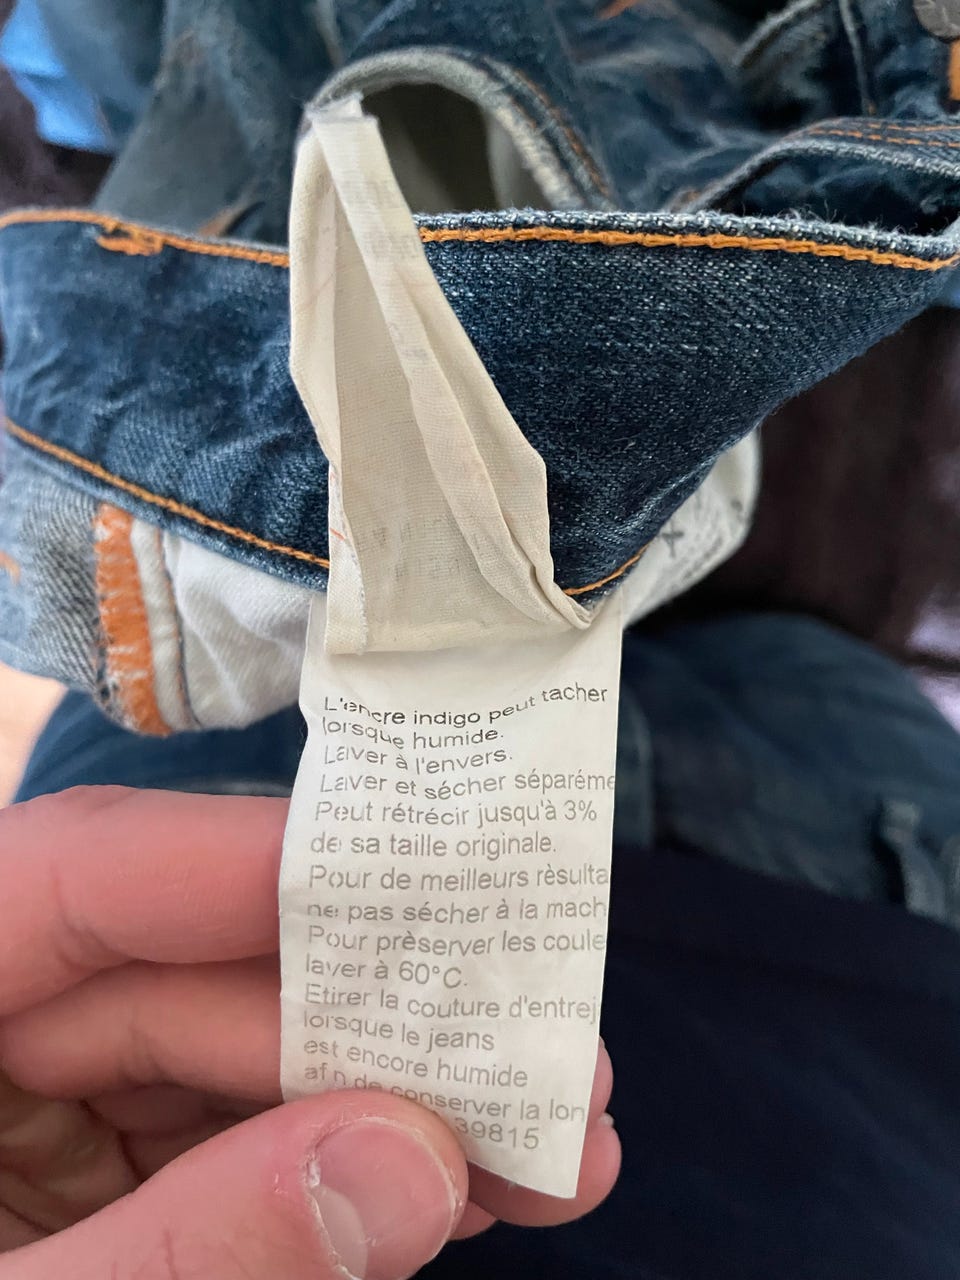 L'encre indigo peut tacher
lorsque humide.
Laver à l'envers.
Laver et sécher séparéme
Peut rétrécir jusqu'à 3%
de sa taille originale.
Pour de meilleurs rèsulta
ne pas sécher à la mach
Pour prèserver les coule
laver à 60°C.
Etirer la couture d'entrej
lorsque le jeans
est encore humide
afin de conserver la lon
39815